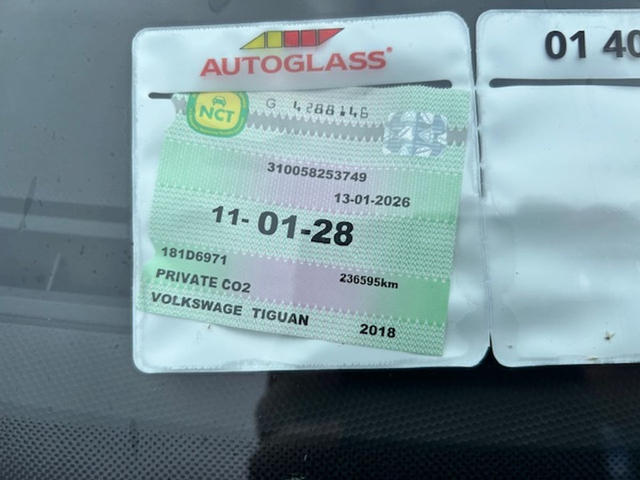 AUTOGLASS®
01 40
NCT
G 4288146
310058253749
13-01-2026
11-01-28
181D6971
236595km
PRIVATE CO2
VOLKSWAGE TIGUAN
2018